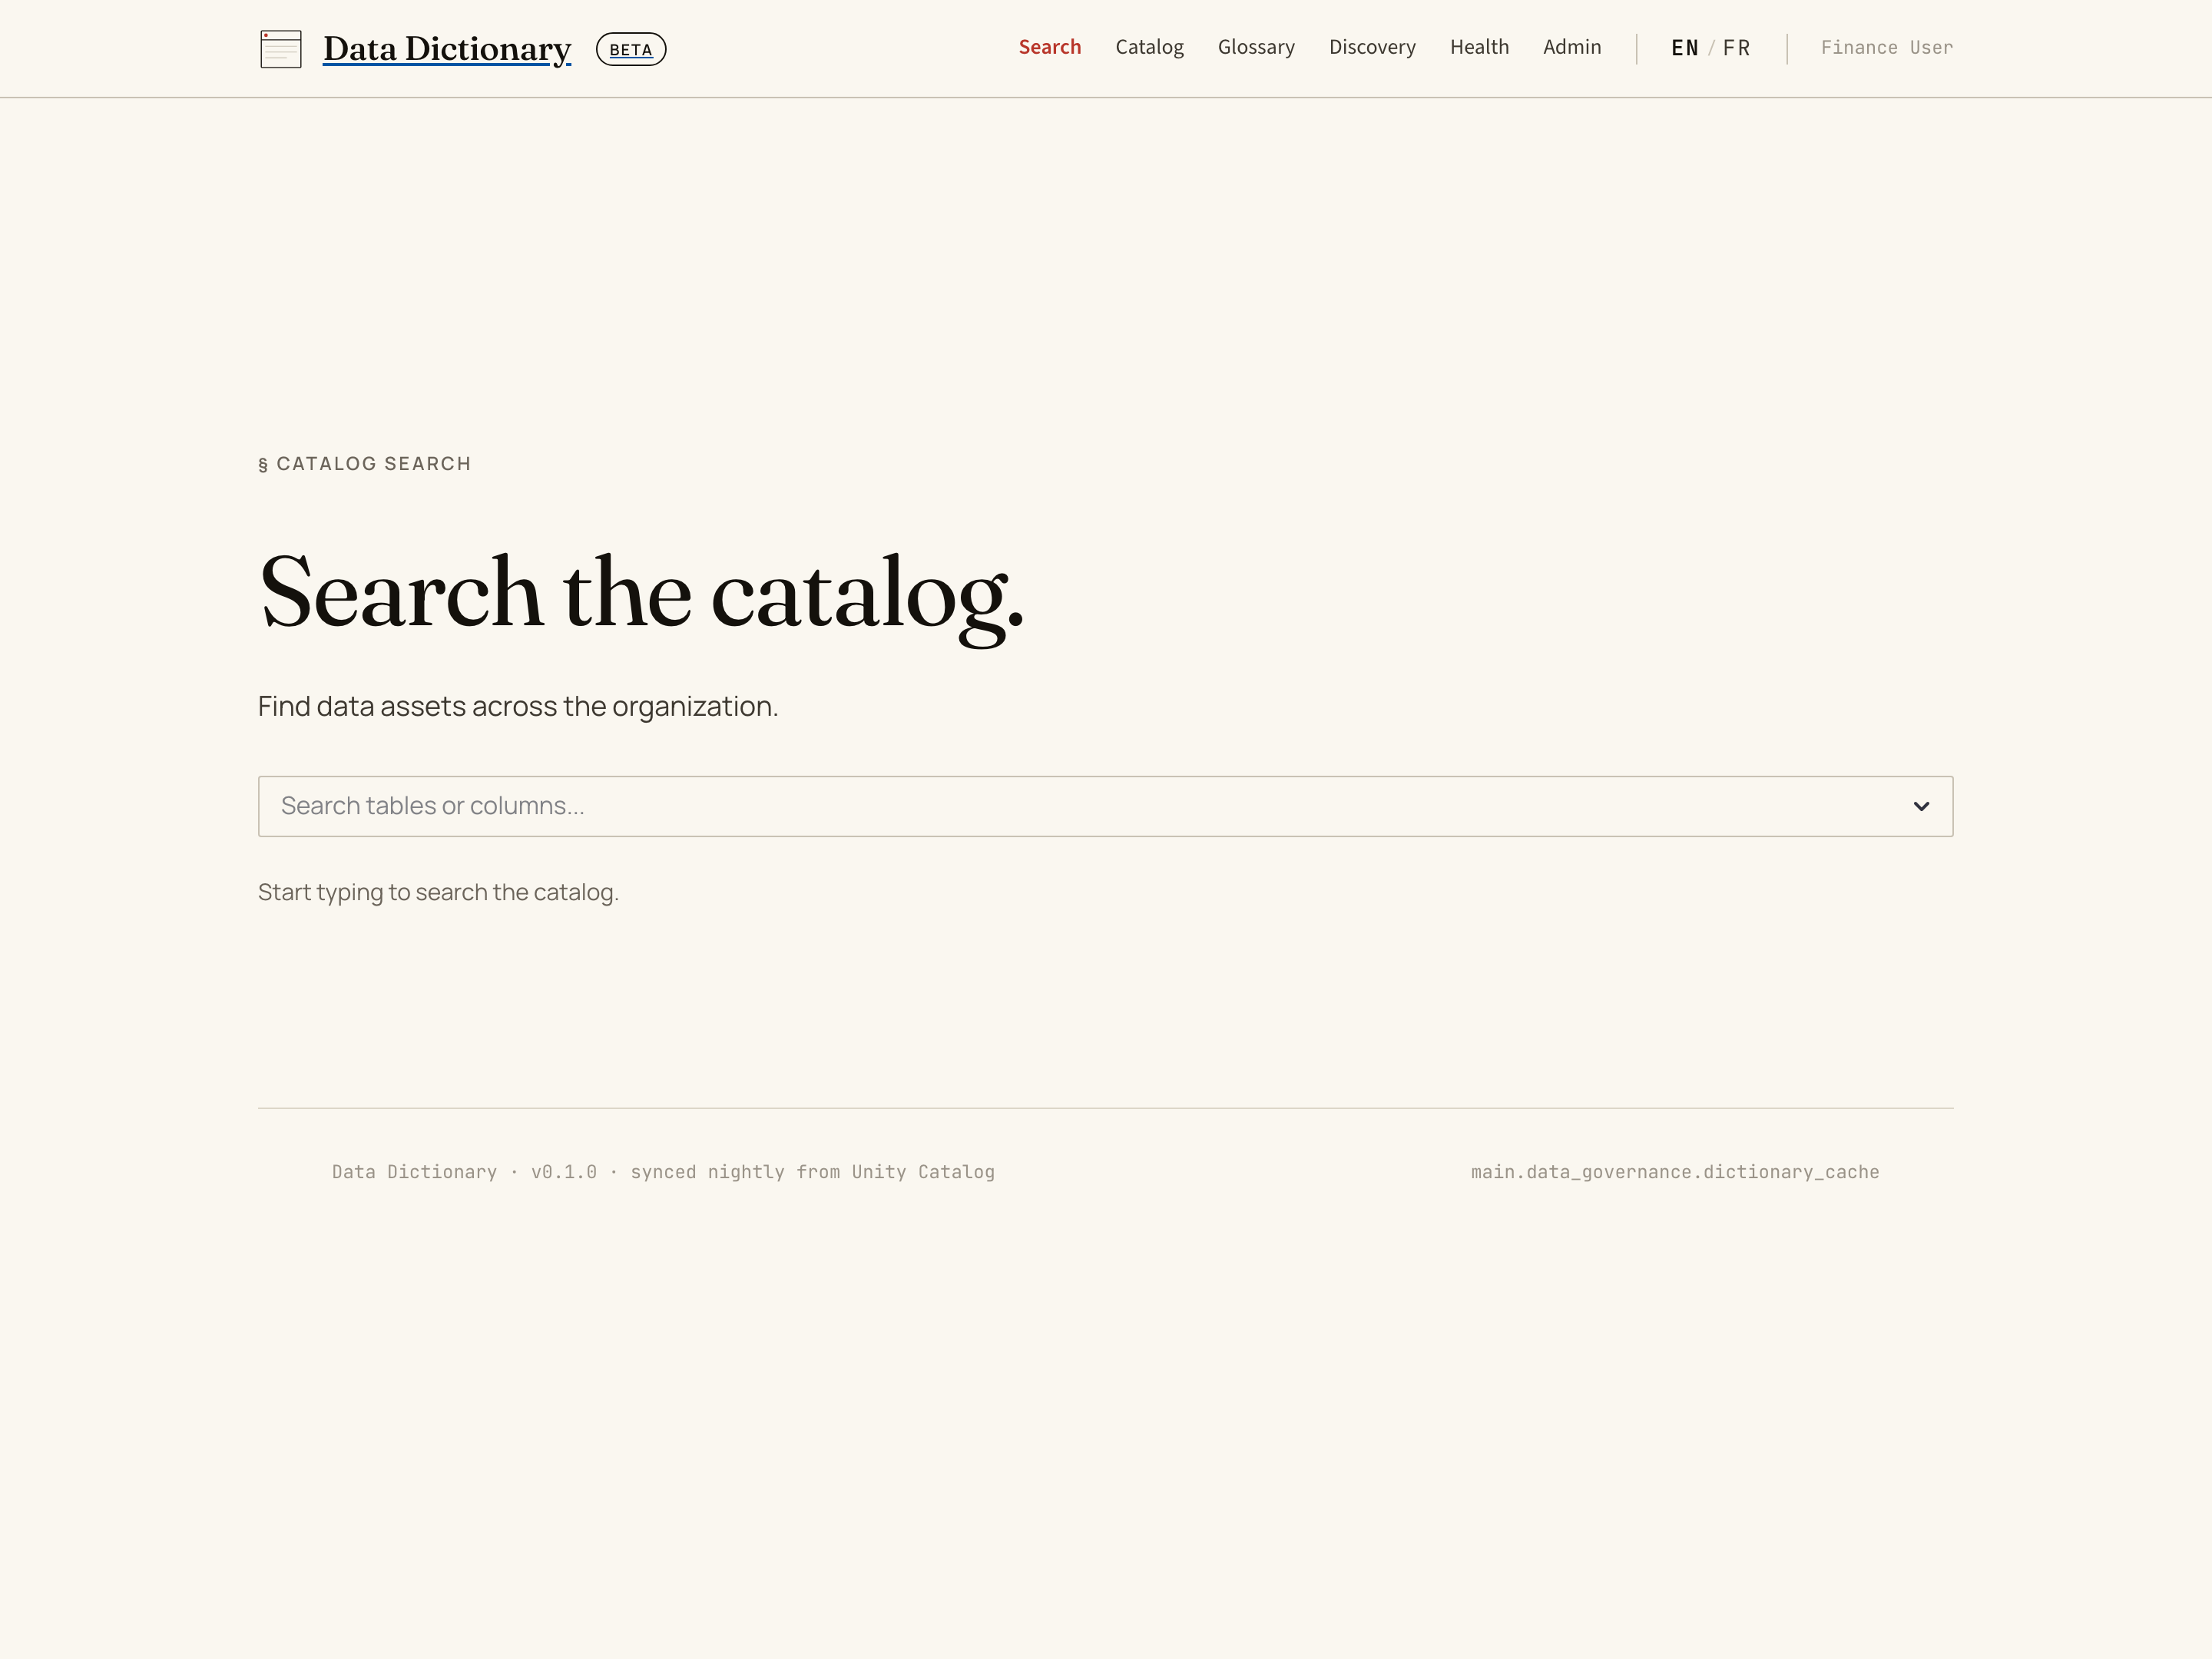 Data Dictionary BETA Search Catalog Glossary Discovery Health Admin EN / FR Finance User
§ CATALOG SEARCH
Search the catalog.
Find data assets across the organization.
Search tables or columns...
Start typing to search the catalog.
Data Dictionary · v0.1.0 · synced nightly from Unity Catalog main.data_governance.dictionary_cache